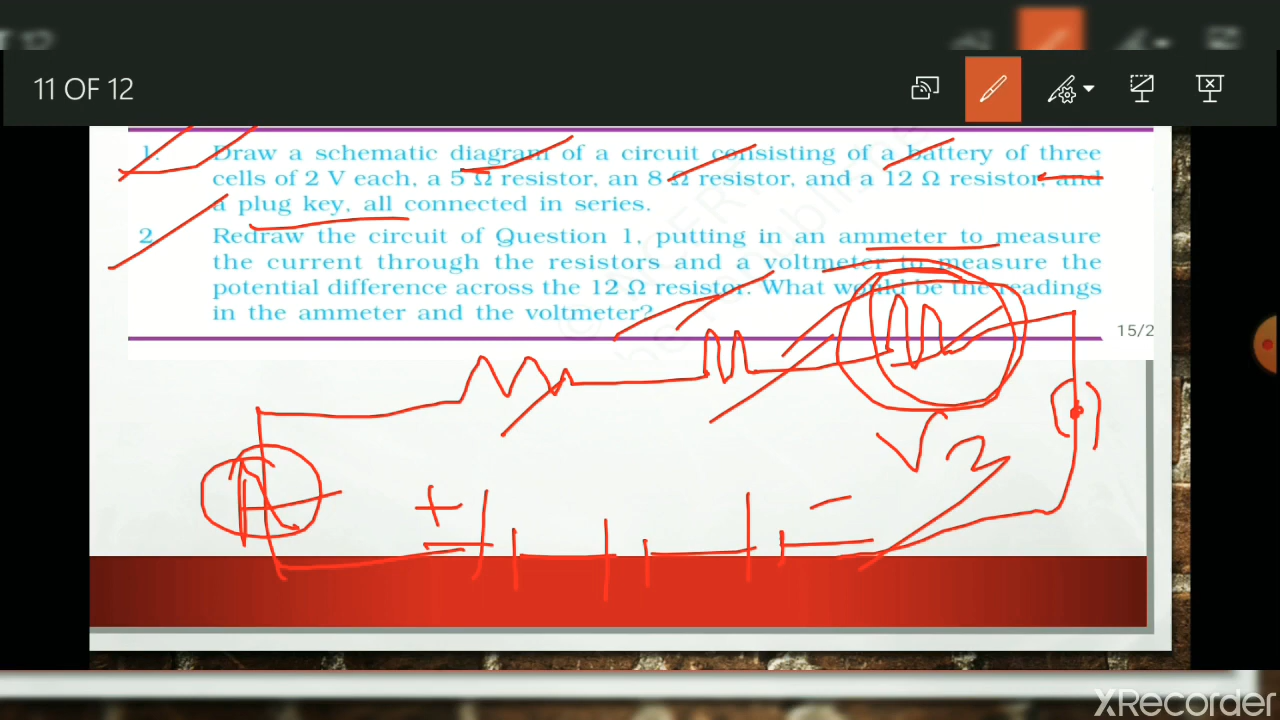 11 OF 12
1. Draw a schematic diagram of a circuit consisting of a battery of three
cells of 2 V each, a 5 Ω resistor, an 8 Ω resistor, and a 12 Ω resistor, and
a plug key, all connected in series.
2. Redraw the circuit of Question 1, putting in an ammeter to measure
the current through the resistors and a voltmeter to measure the
potential difference across the 12 Ω resistor. What would be the readings
in the ammeter and the voltmeter?
15/2
A
+
−
XRecorder